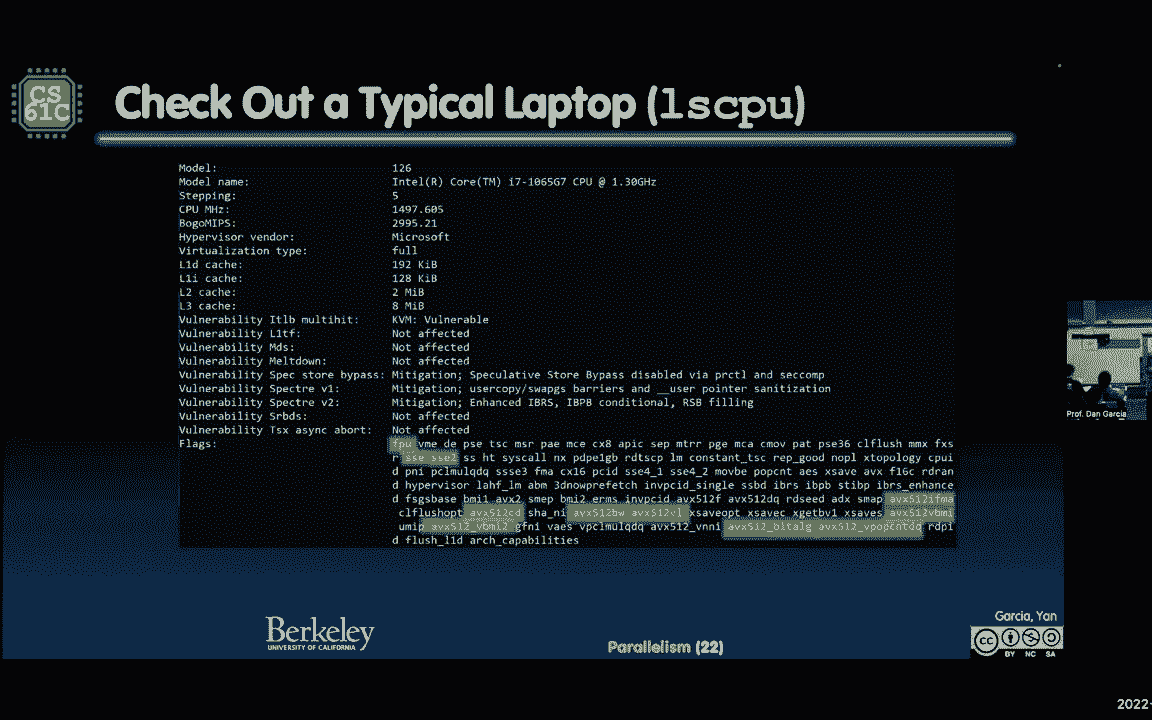 CS
61C
Check Out a Typical Laptop (lscpu)
Model: 126
Model name: Intel(R) Core(TM) i7-1065G7 CPU @ 1.30GHz
Stepping: 5
CPU MHz: 1497.605
BogoMIPS: 2995.21
Hypervisor vendor: Microsoft
Virtualization type: full
L1d cache: 192 KiB
L1i cache: 128 KiB
L2 cache: 2 MiB
L3 cache: 8 MiB
Vulnerability Itlb multihit: KVM: Vulnerable
Vulnerability L1tf: Not affected
Vulnerability Mds: Not affected
Vulnerability Meltdown: Not affected
Vulnerability Spec store bypass: Mitigation; Speculative Store Bypass disabled via prctl and seccomp
Vulnerability Spectre v1: Mitigation; usercopy/swapgs barriers and __user pointer sanitization
Vulnerability Spectre v2: Mitigation; Enhanced IBRS, IBPB conditional, RSB filling
Vulnerability Srbds: Not affected
Vulnerability Tsx async abort: Not affected
Flags: fpu vme de pse tsc msr pae mce cx8 apic sep mtrr pge mca cmov pat pse36 clflush mmx fxs
r sse sse2 ss ht syscall nx pdpe1gb rdtscp lm constant_tsc rep_good nopl xtopology cpui
d pni pclmulqdq ssse3 fma cx16 pcid sse4_1 sse4_2 movbe popcnt aes xsave avx f16c rdran
d hypervisor lahf_lm abm 3dnowprefetch invpcid_single ssbd ibrs ibpb stibp ibrs_enhance
d fsgsbase bmi1 avx2 smep bmi2 erms invpcid avx512f avx512dq rdseed adx smap avx512ifma
clflushopt avx512cd sha_ni avx512bw avx512vl xsaveopt xsavec xgetbv1 xsaves avx512vbmi
umip avx512_vbmi2 gfni vaes vpclmulqdq avx512_vnni avx512_bitalg avx512_vpopcntdq rdpi
d flush_l1d arch_capabilities
Prof. Dan Garcia
Garcia, Yan
Berkeley
UNIVERSITY OF CALIFORNIA
Parallelism (22)
cc
BY NC SA
2022-